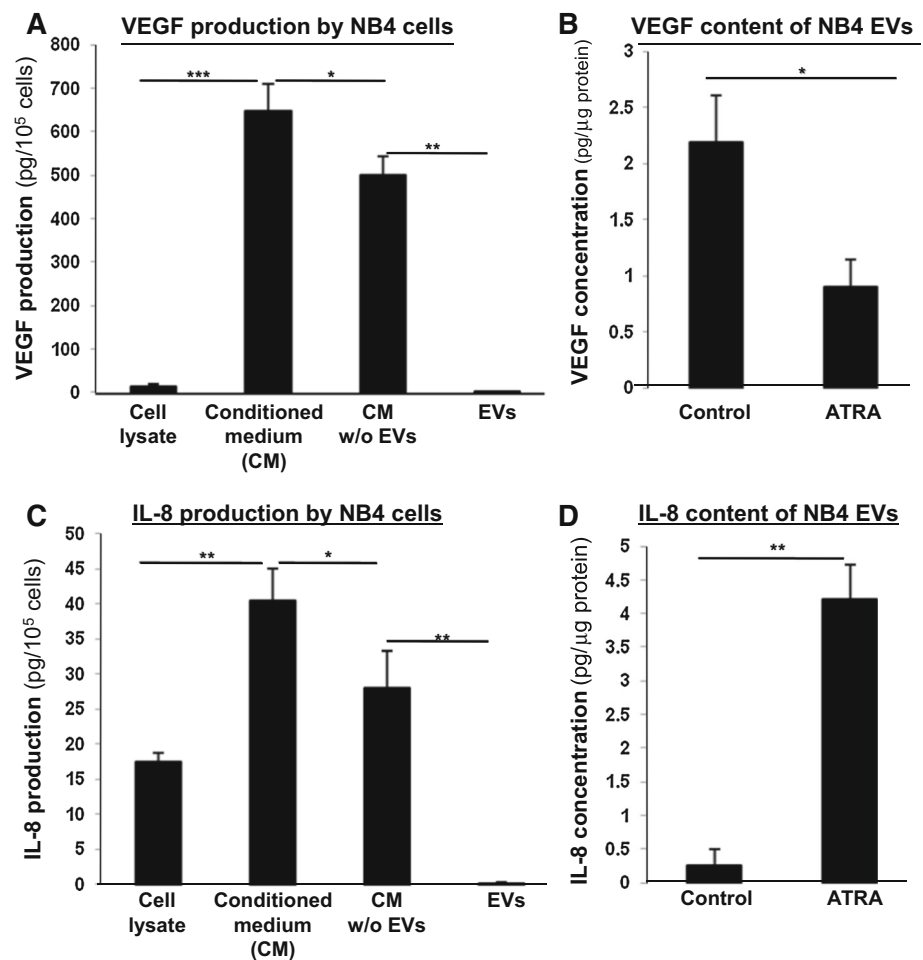 A
VEGF production by NB4 cells
VEGF production (pg/10⁵ cells)
800
700
600
500
400
300
200
100
0
***
*
**
Cell
lysate
Conditioned
medium
(CM)
CM
w/o EVs
EVs
B
VEGF content of NB4 EVs
VEGF concentration (pg/μg protein)
3
2.5
2
1.5
1
0.5
0
*
Control
ATRA
C
IL-8 production by NB4 cells
IL-8 production (pg/10⁵ cells)
50
45
40
35
30
25
20
15
10
5
0
**
*
**
Cell
lysate
Conditioned
medium
(CM)
CM
w/o EVs
EVs
D
IL-8 content of NB4 EVs
IL-8 concentration (pg/μg protein)
5
4.5
4
3.5
3
2.5
2
1.5
1
0.5
0
**
Control
ATRA